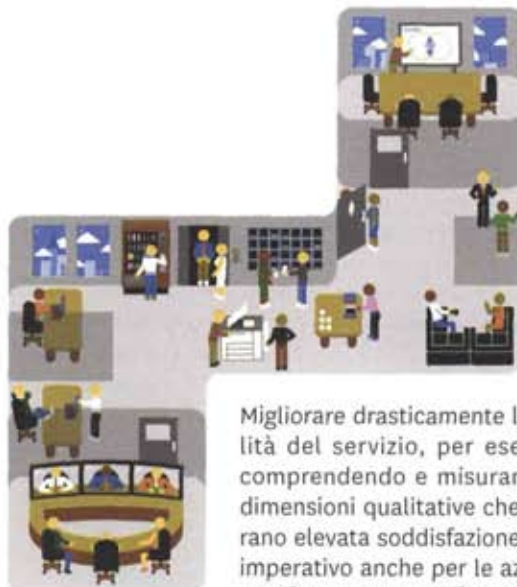 Migliorare drasticamente l
lità del servizio, per ese
comprendendo e misurar
dimensioni qualitative che
rano elevata soddisfazione
imperativo anche per le az